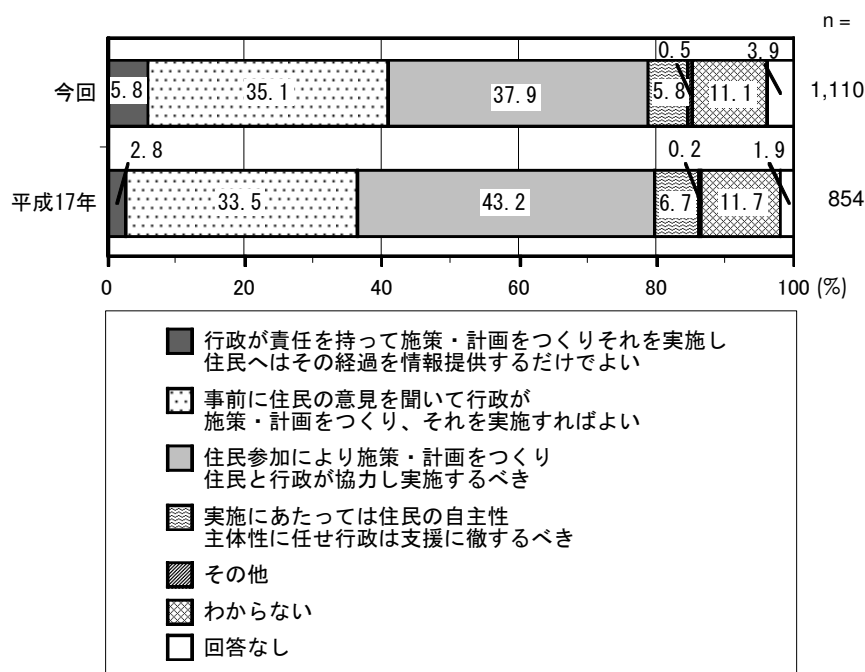 n =
0.5 3.9
今回 5.8 35.1 37.9 5.8 11.1 1,110
2.8 0.2 1.9
平成17年 33.5 43.2 6.7 11.7 854
0 20 40 60 80 100 (%)
行政が責任を持って施策・計画をつくりそれを実施し
住民へはその経過を情報提供するだけでよい
事前に住民の意見を聞いて行政が
施策・計画をつくり、それを実施すればよい
住民参加により施策・計画をつくり
住民と行政が協力し実施するべき
実施にあたっては住民の自主性
主体性に任せ行政は支援に徹するべき
その他
わからない
回答なし